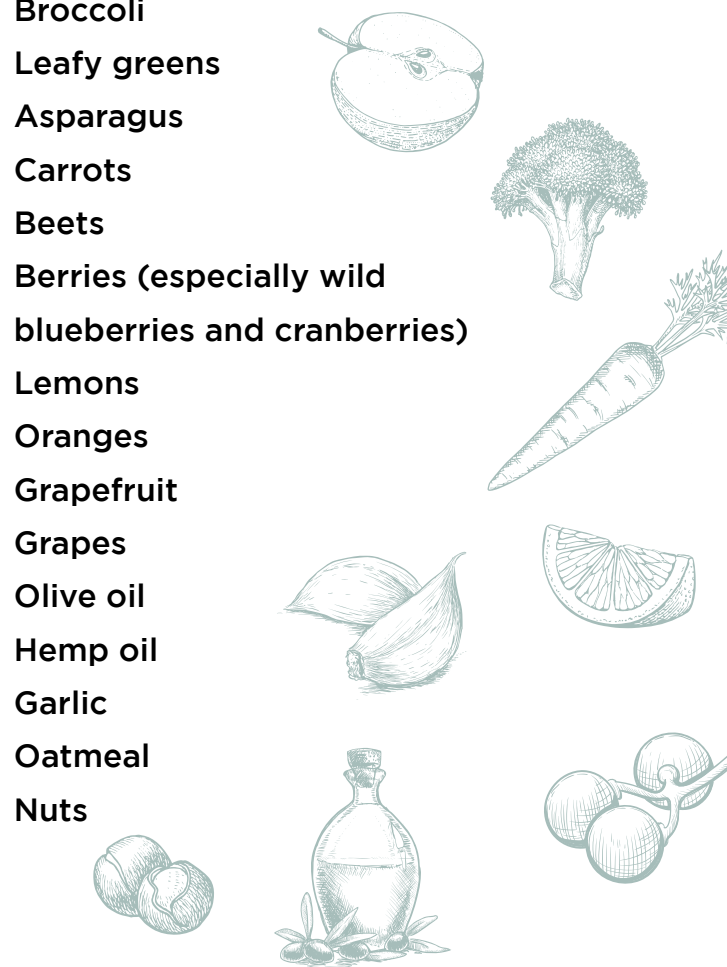 Broccoli
Leafy greens
Asparagus
Carrots
Beets
Berries (especially wild
blueberries and cranberries)
Lemons
Oranges
Grapefruit
Grapes
Olive oil
Hemp oil
Garlic
Oatmeal
Nuts